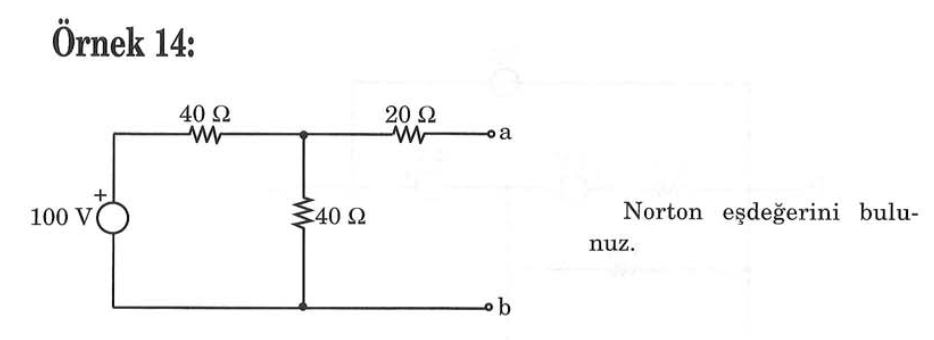 Örnek 14:
40 Ω
20 Ω
a
+
100 V
40 Ω
Norton eşdeğerini bulu-
nuz.
b